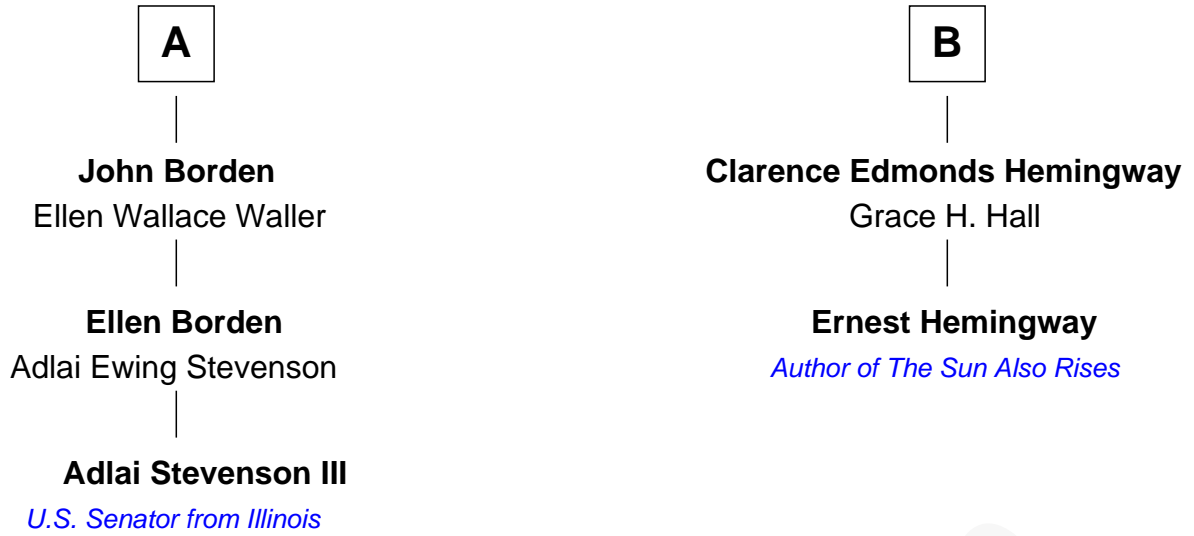 A
John Borden
Ellen Wallace Waller
Ellen Borden
Adlai Ewing Stevenson
Adlai Stevenson III
U.S. Senator from Illinois
B
Clarence Edmonds Hemingway
Grace H. Hall
Ernest Hemingway
Author of The Sun Also Rises